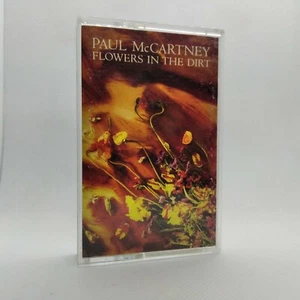 PAUL McCARTNEY
FLOWERS IN THE DIRT